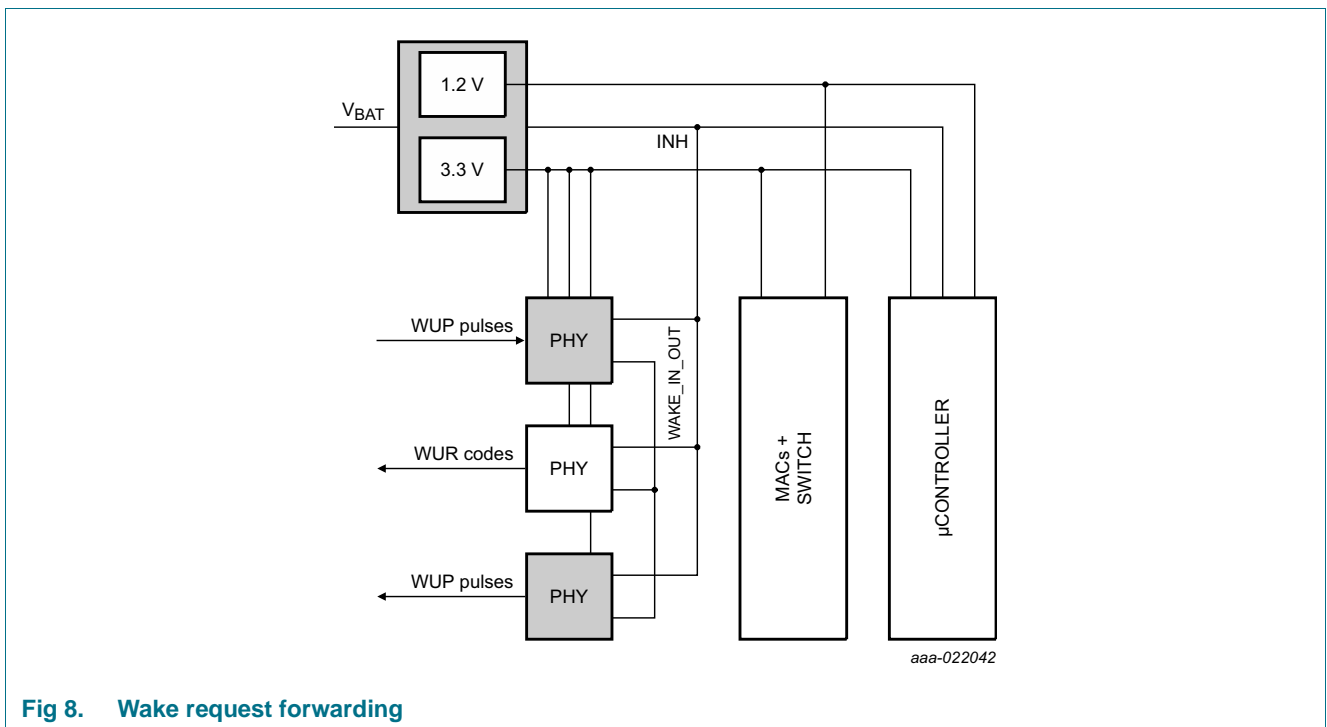 1.2 V
VBAT
INH
3.3 V
WUP pulses
PHY
WAKE_IN_OUT
WUR codes
PHY
MACs +
SWITCH
μCONTROLLER
WUP pulses
PHY
aaa-022042
Fig 8. Wake request forwarding